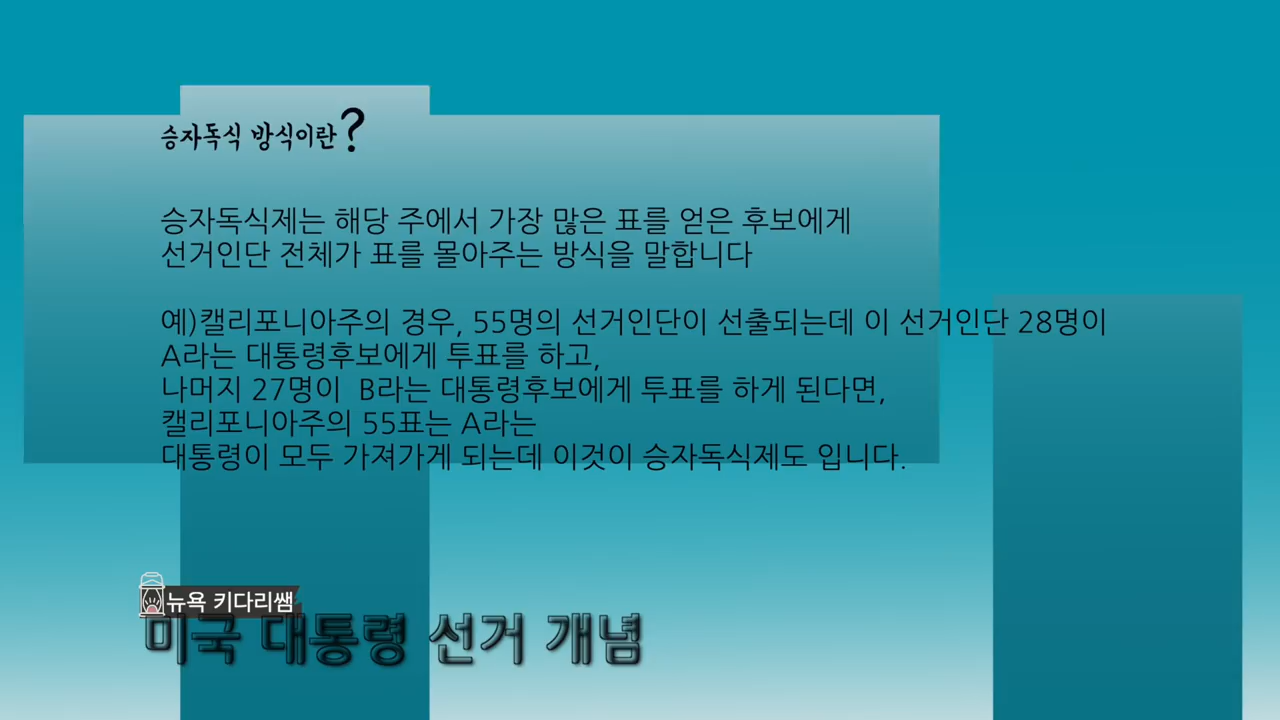 승자독식 방식이란?
승자독식제는 해당 주에서 가장 많은 표를 얻은 후보에게
선거인단 전체가 표를 몰아주는 방식을 말합니다
예)캘리포니아주의 경우, 55명의 선거인단이 선출되는데 이 선거인단 28명이
A라는 대통령후보에게 투표를 하고,
나머지 27명이 B라는 대통령후보에게 투표를 하게 된다면,
캘리포니아주의 55표는 A라는
대통령이 모두 가져가게 되는데 이것이 승자독식제도 입니다.
뉴욕 키다리쌤
미국 대통령 선거 개념